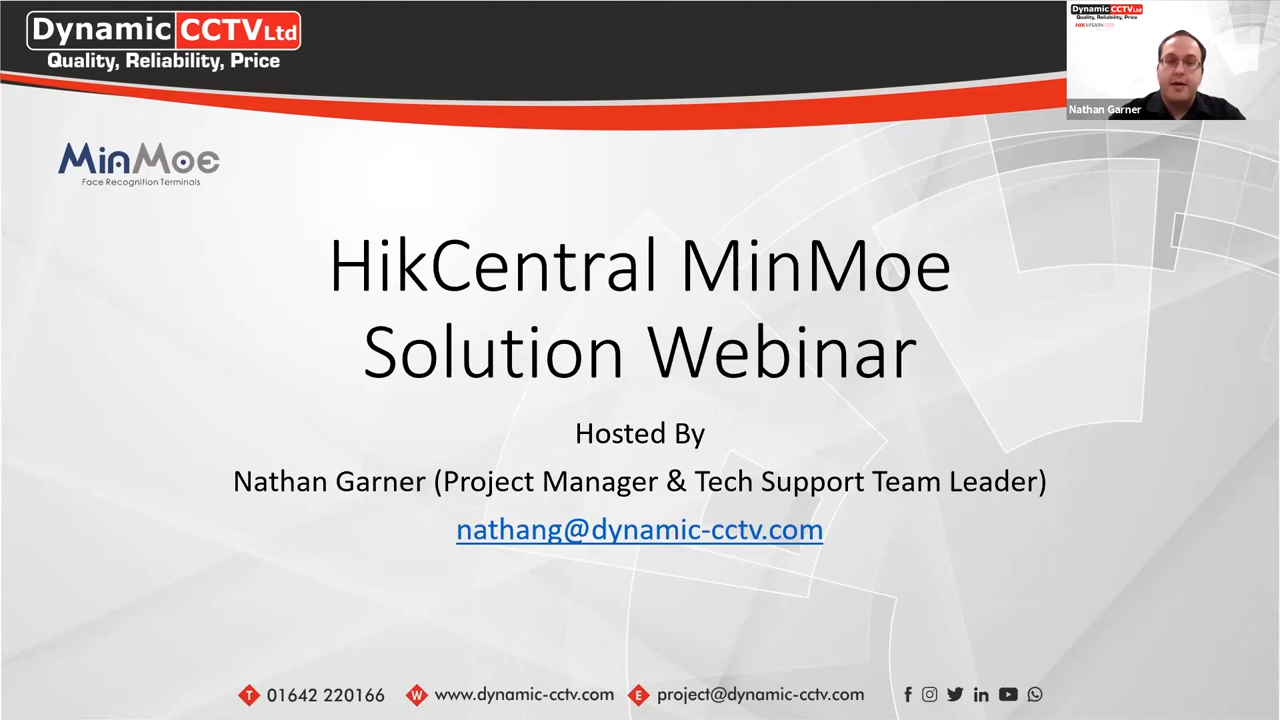 Dynamic CCTV Ltd
Quality, Reliability, Price
Dynamic CCTV Ltd
Quality, Reliability, Price
HIKVISION
Nathan Garner
MinMoe
Face Recognition Terminals
HikCentral MinMoe
Solution Webinar
Hosted By
Nathan Garner (Project Manager & Tech Support Team Leader)
nathang@dynamic-cctv.com
T 01642 220166 W www.dynamic-cctv.com E project@dynamic-cctv.com